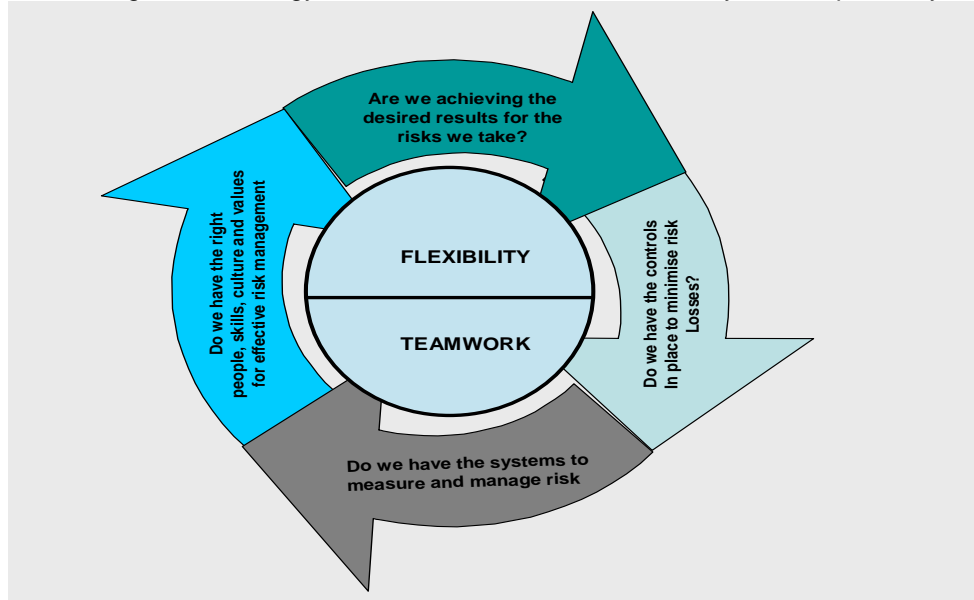 Are we achieving the
desired results for the
risks we take?
Do we have the controls
In place to minimise risk
Losses?
Do we have the systems to
measure and manage risk
Do we have the right
people, skills, culture and values
for effective risk management
FLEXIBILITY
TEAMWORK